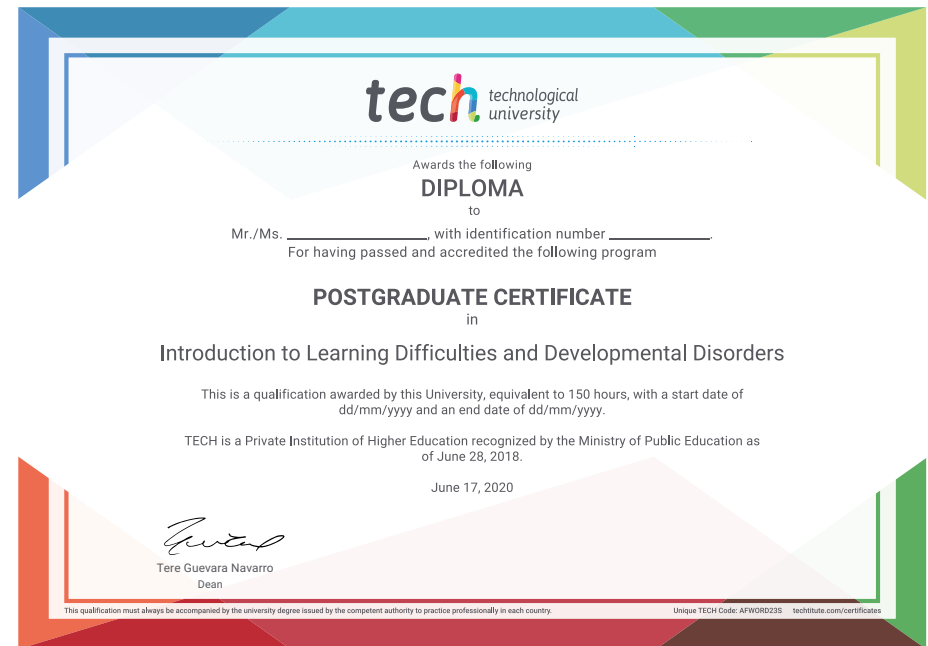 tech technological
university
Awards the following
DIPLOMA
to
Mr./Ms. ____________________, with identification number ______________.
For having passed and accredited the following program
POSTGRADUATE CERTIFICATE
in
Introduction to Learning Difficulties and Developmental Disorders
This is a qualification awarded by this University, equivalent to 150 hours, with a start date of
dd/mm/yyyy and an end date of dd/mm/yyyy.
TECH is a Private Institution of Higher Education recognized by the Ministry of Public Education as
of June 28, 2018.
June 17, 2020
Tere Guevara Navarro
Dean
This qualification must always be accompanied by the university degree issued by the competent authority to practice professionally in each country. Unique TECH Code: AFWORD23S techtitute.com/certificates